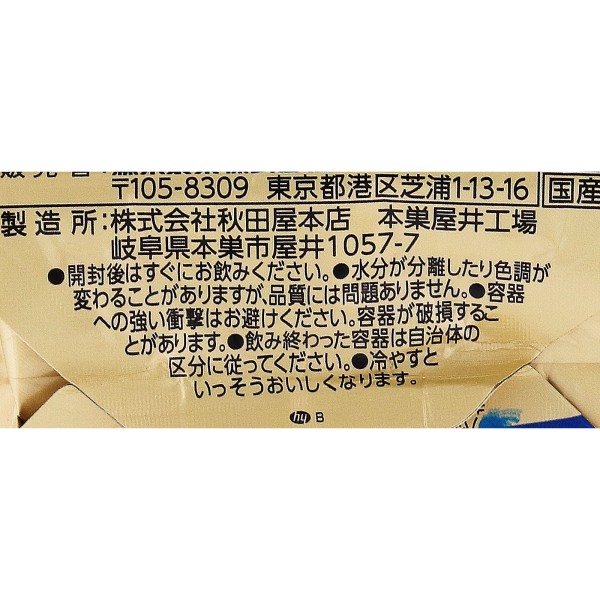 〒105-8309 東京都港区芝浦1-13-16 国産
製造所:株式会社秋田屋本店 本巣屋井工場
岐阜県本巣市屋井1057-7
●開封後はすぐにお飲みください。●水分が分離したり色調が
変わることがありますが、品質には問題ありません。●容器
への強い衝撃はお避けください。容器が破損するこ
とがあります。●飲み終わった容器は自治体の
区分に従ってください。●冷やすと
いっそうおいしくなります。
hy B